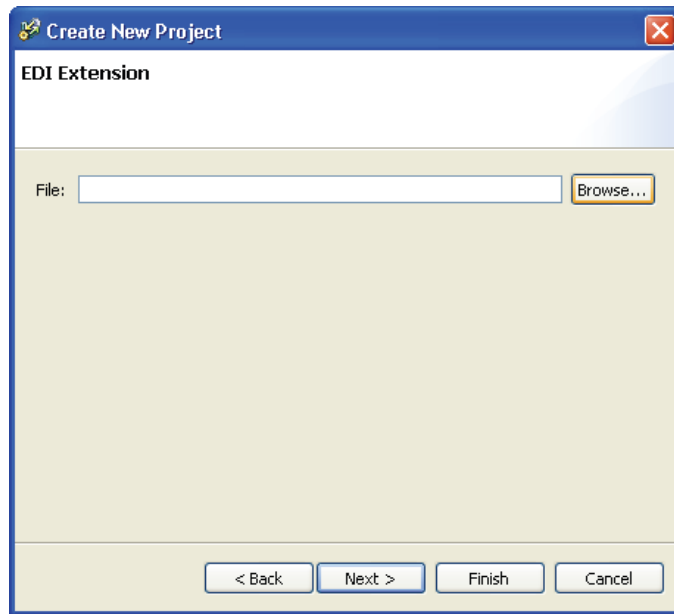 Create New Project
EDI Extension
File: Browse...
< Back Next > Finish Cancel